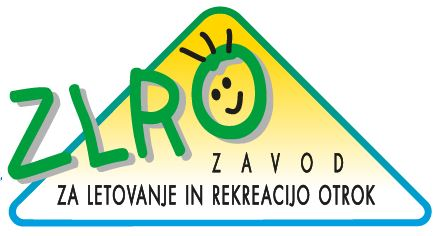 ZLRO
ZAVOD
ZA LETOVANJE IN REKREACIJO OTROK